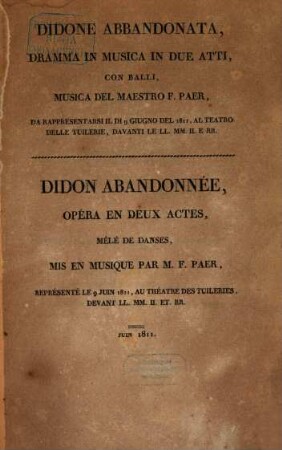 DIDONE ABBANDONATA,
DRAMMA IN MUSICA IN DUE ATTI,
CON BALLI,
MUSICA DEL MAESTRO F. PAER,
DA RAPPRESENTARSI IL DI 9 GIUGNO DEL 1811, AL TEATRO
DELLE TUILERIE, DAVANTI LE LL. MM. II. E RR.
DIDON ABANDONNÉE,
OPÉRA EN DEUX ACTES,
MÊLÉ DE DANSES,
MIS EN MUSIQUE PAR M. F. PAER,
REPRÉSENTÉ LE 9 JUIN 1811, AU THÉATRE DES TUILERIES,
DEVANT LL. MM. II. ET. RR.
JUIN 1811.